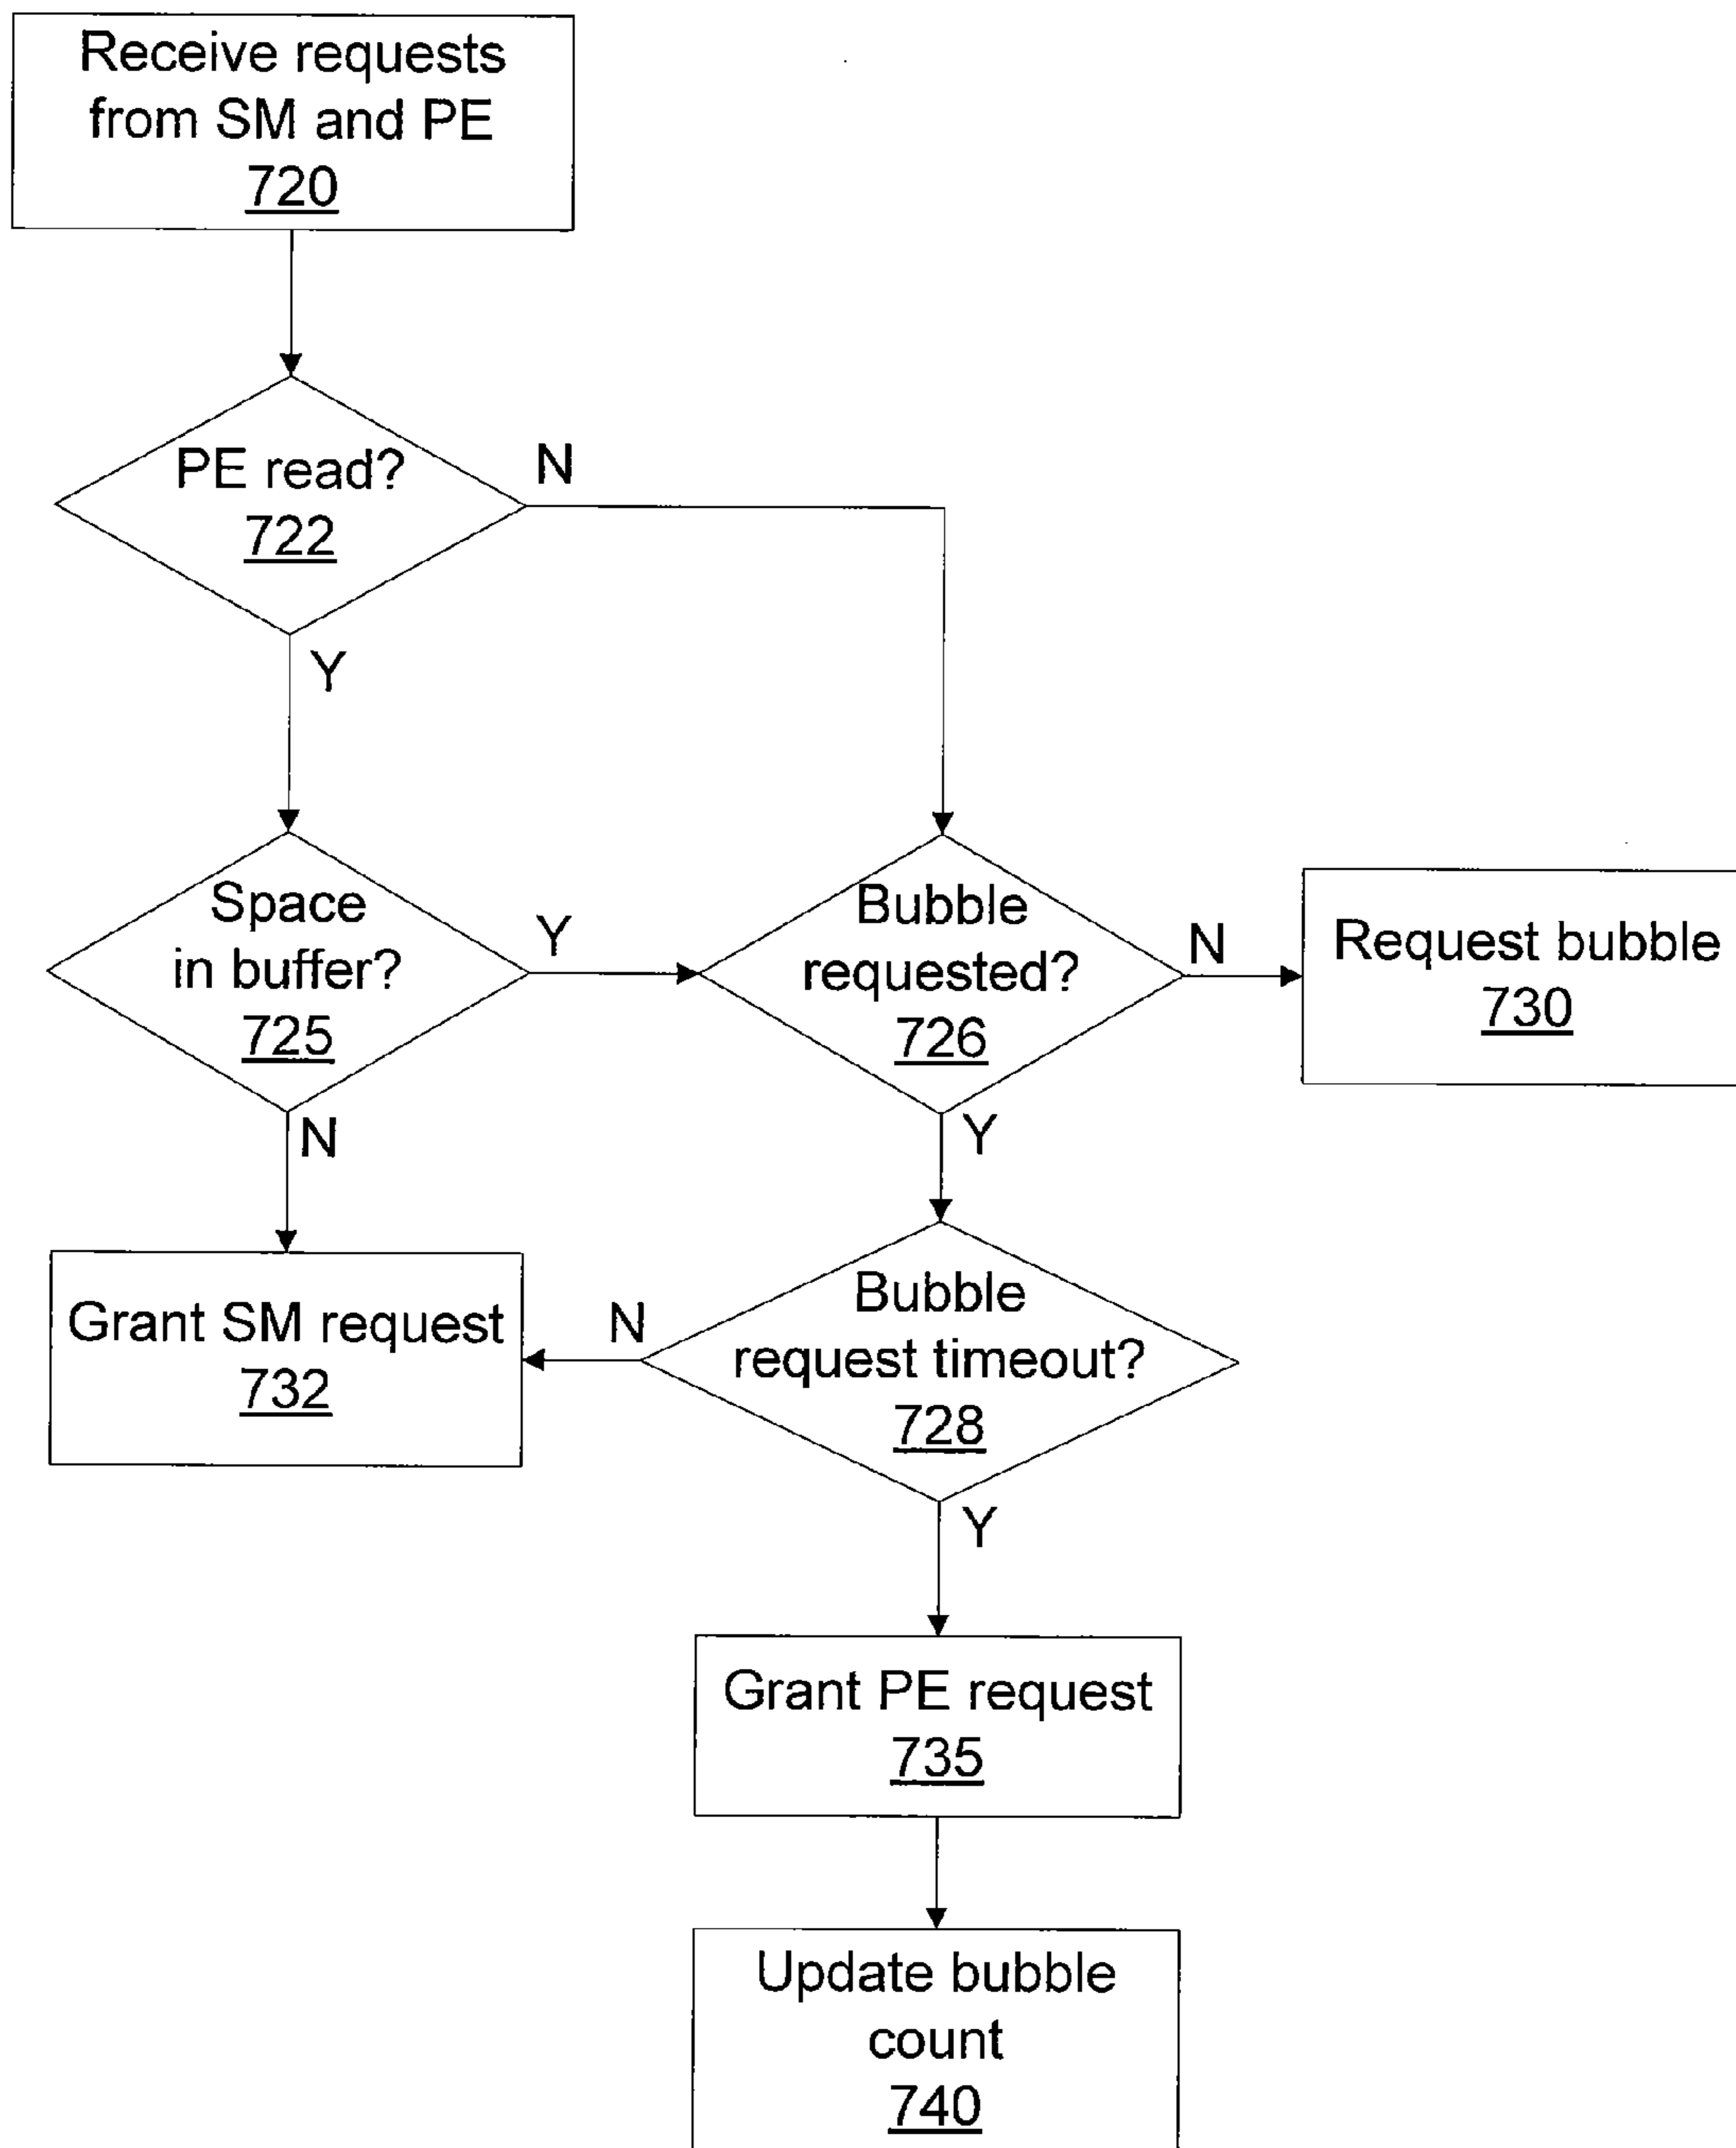 Receive requests
from SM and PE
720
PE read?
722
N
Y
Space
in buffer?
725
Y
N
Bubble
requested?
726
N
Y
Request bubble
730
Grant SM request
732
N
Bubble
request timeout?
728
Y
Grant PE request
735
Update bubble
count
740